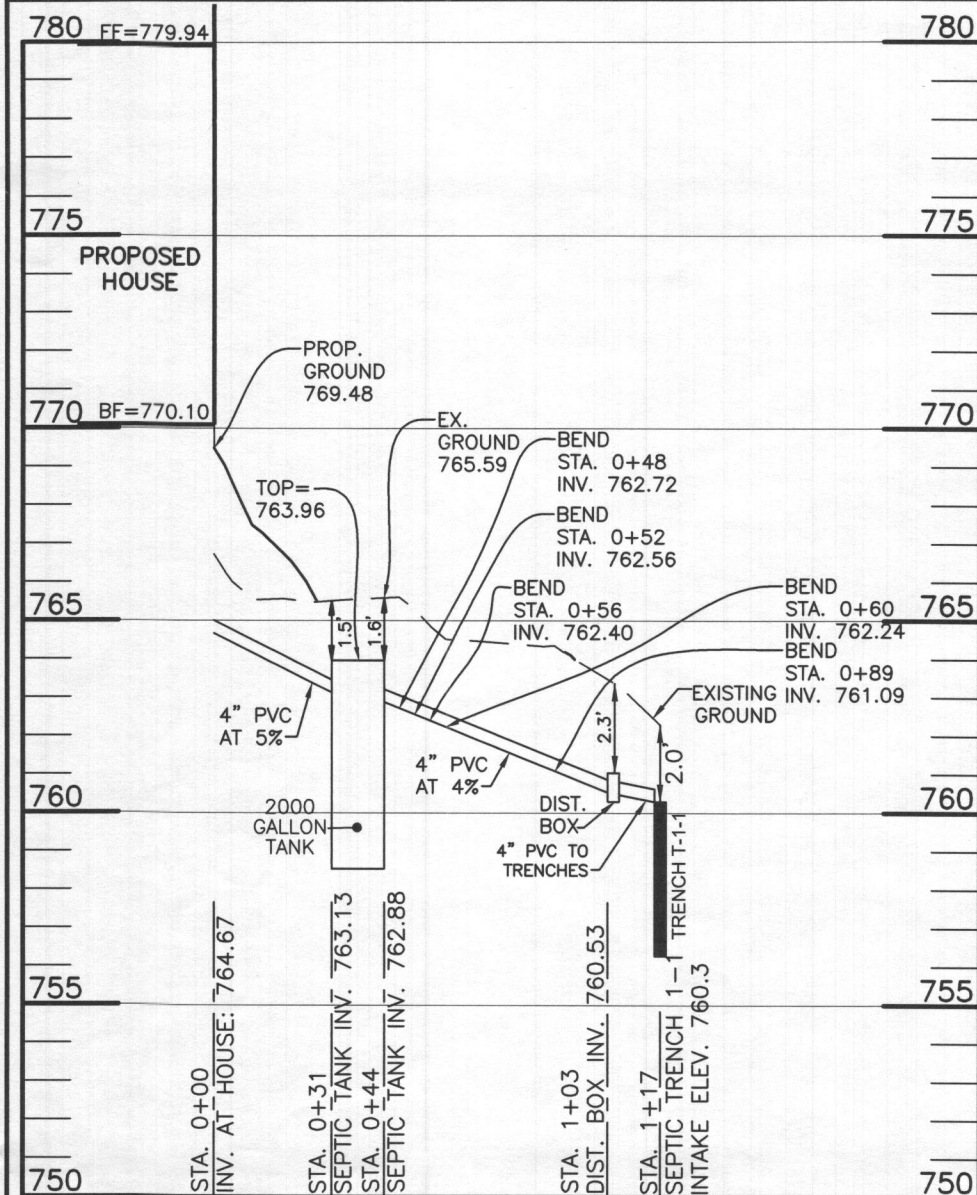 780
FF=779.94
780
775
775
PROPOSED
HOUSE
PROP.
GROUND
769.48
770
BF=770.10
770
EX.
GROUND
765.59
BEND
STA. 0+48
INV. 762.72
TOP=
763.96
BEND
STA. 0+52
INV. 762.56
BEND
STA. 0+56
INV. 762.40
BEND
STA. 0+60
INV. 762.24
BEND
STA. 0+89
INV. 761.09
765
765
1.5'
1.6'
4" PVC
AT 5%
4" PVC
AT 4%
2.3'
EXISTING
GROUND
2.0'
760
760
2000
GALLON
TANK
DIST.
BOX
4" PVC TO
TRENCHES
TRENCH T-1-1
755
755
STA. 0+00
INV. AT HOUSE: 764.67
STA. 0+31
SEPTIC TANK INV. 763.13
STA. 0+44
SEPTIC TANK INV. 762.88
STA. 1+03
DIST. BOX INV. 760.53
STA. 1+17
SEPTIC TRENCH 1-1
INTAKE ELEV. 760.3
750
750